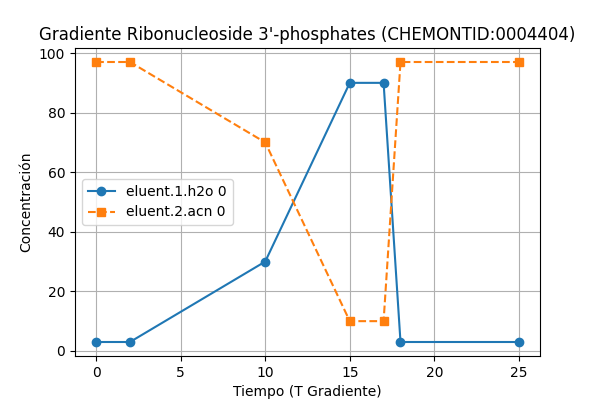 Gradiente Ribonucleoside 3'-phosphates (CHEMONTID:0004404)
100
80
60
40
20
0
Concentración
eluent.1.h2o 0
eluent.2.acn 0
0 5 10 15 20 25
Tiempo (T Gradiente)